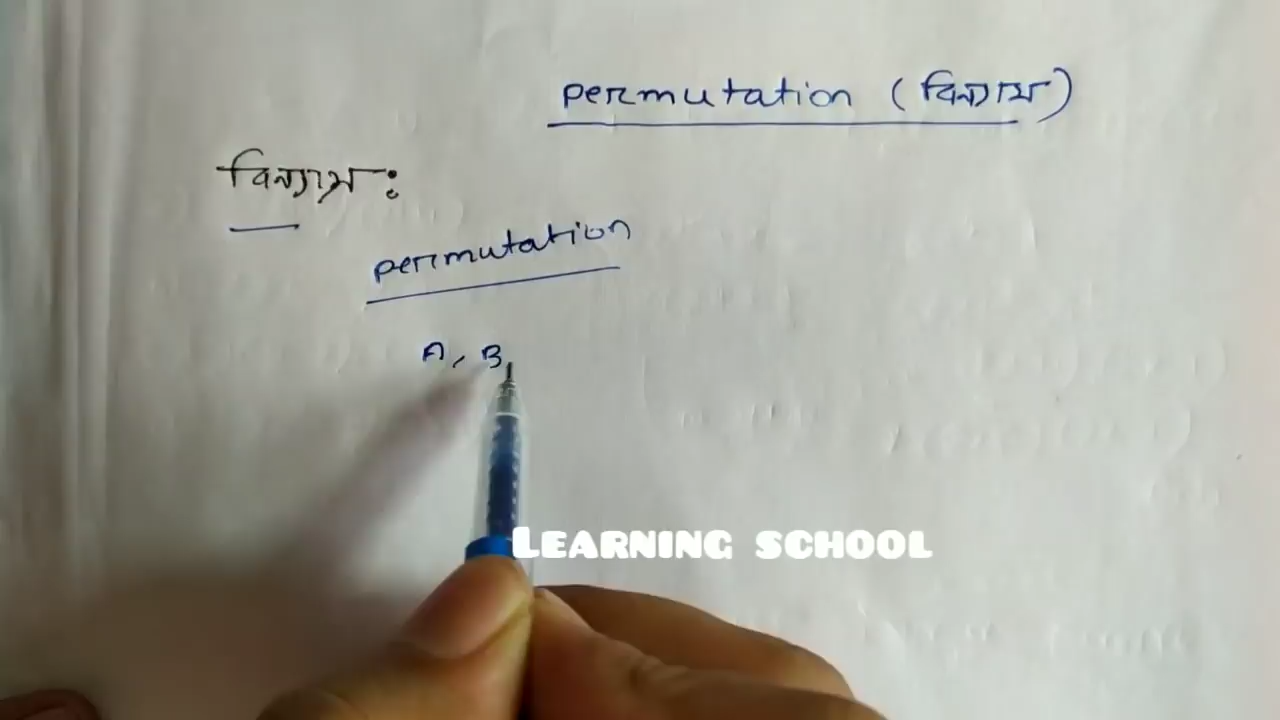 permutation (বিন্যাস)
বিন্যাসঃ
permutation
A, B,
LEARNING SCHOOL